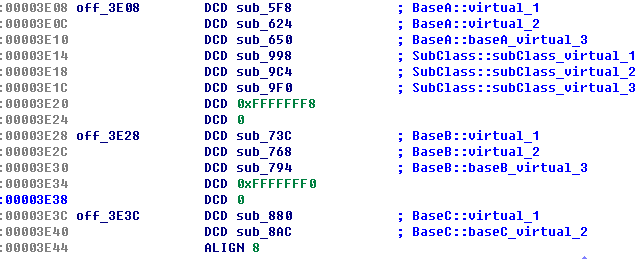 :00003E08 off_3E08 DCD sub_5F8 ; BaseA::virtual_1
:00003E0C DCD sub_624 ; BaseA::virtual_2
:00003E10 DCD sub_650 ; BaseA::baseA_virtual_3
:00003E14 DCD sub_998 ; SubClass::subClass_virtual_1
:00003E18 DCD sub_9C4 ; SubClass::subClass_virtual_2
:00003E1C DCD sub_9F0 ; SubClass::subClass_virtual_3
:00003E20 DCD 0xFFFFFFF8
:00003E24 DCD 0
:00003E28 off_3E28 DCD sub_73C ; BaseB::virtual_1
:00003E2C DCD sub_768 ; BaseB::virtual_2
:00003E30 DCD sub_794 ; BaseB::baseB_virtual_3
:00003E34 DCD 0xFFFFFFF0
:00003E38 DCD 0
:00003E3C off_3E3C DCD sub_880 ; BaseC::virtual_1
:00003E40 DCD sub_8AC ; BaseC::baseC_virtual_2
:00003E44 ALIGN 8